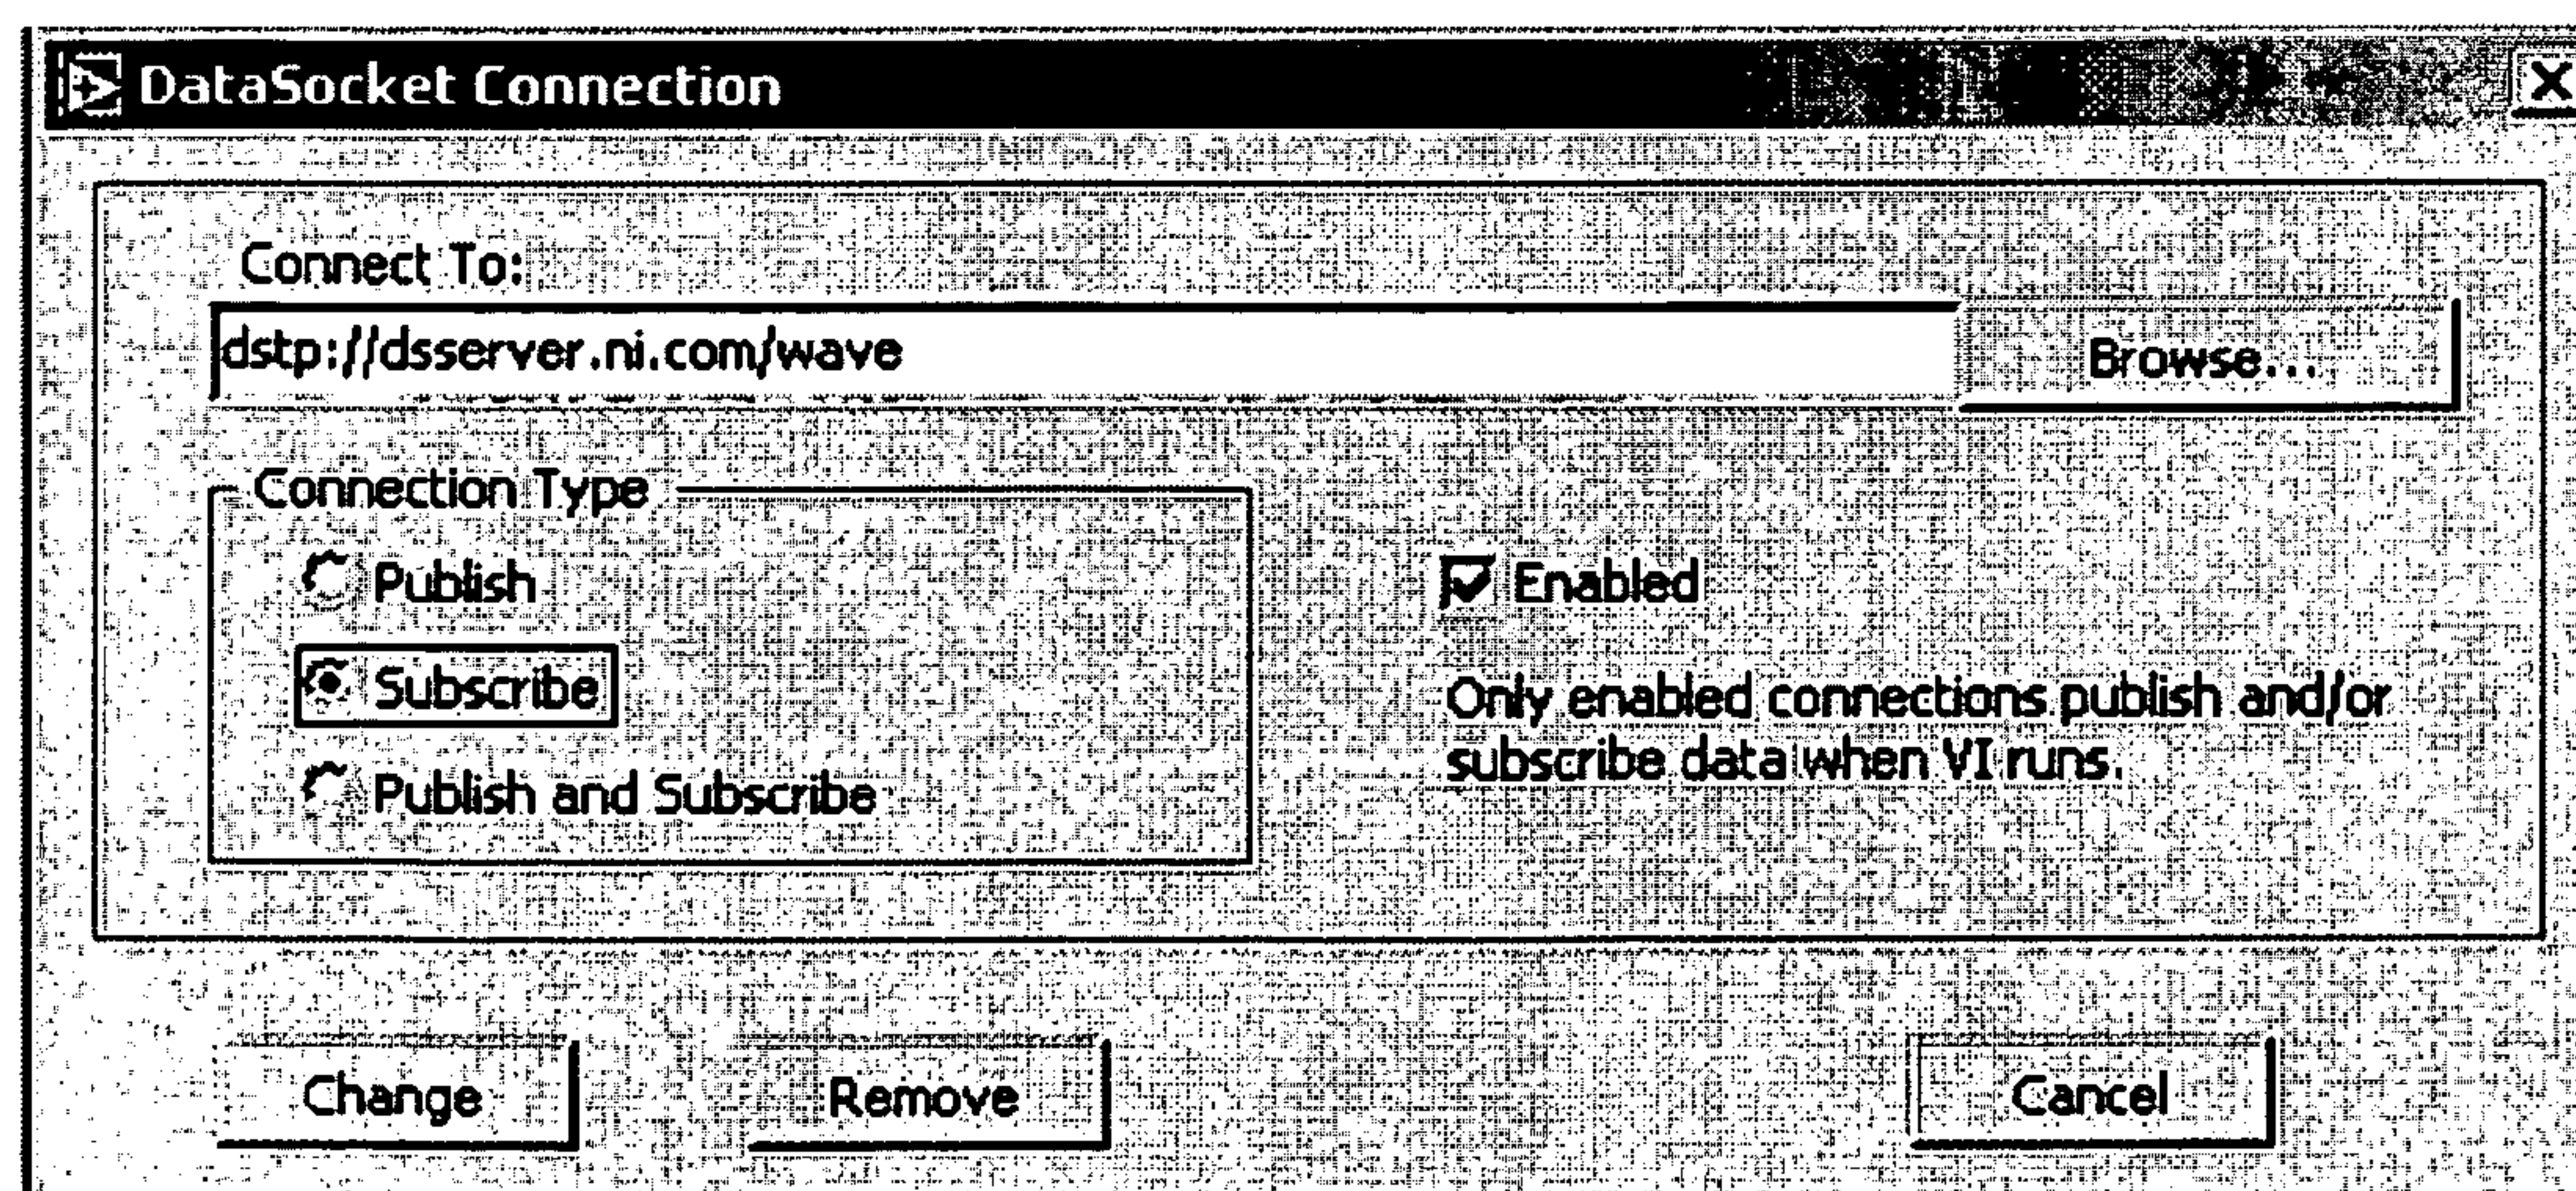 DataSocket Connection
Connect To:
dstp://dsserver.ni.com/wave
Browse...
Connection Type
Publish
Enabled
Subscribe
Only enabled connections publish and/or
subscribe data when VI runs.
Publish and Subscribe
Change
Remove
Cancel